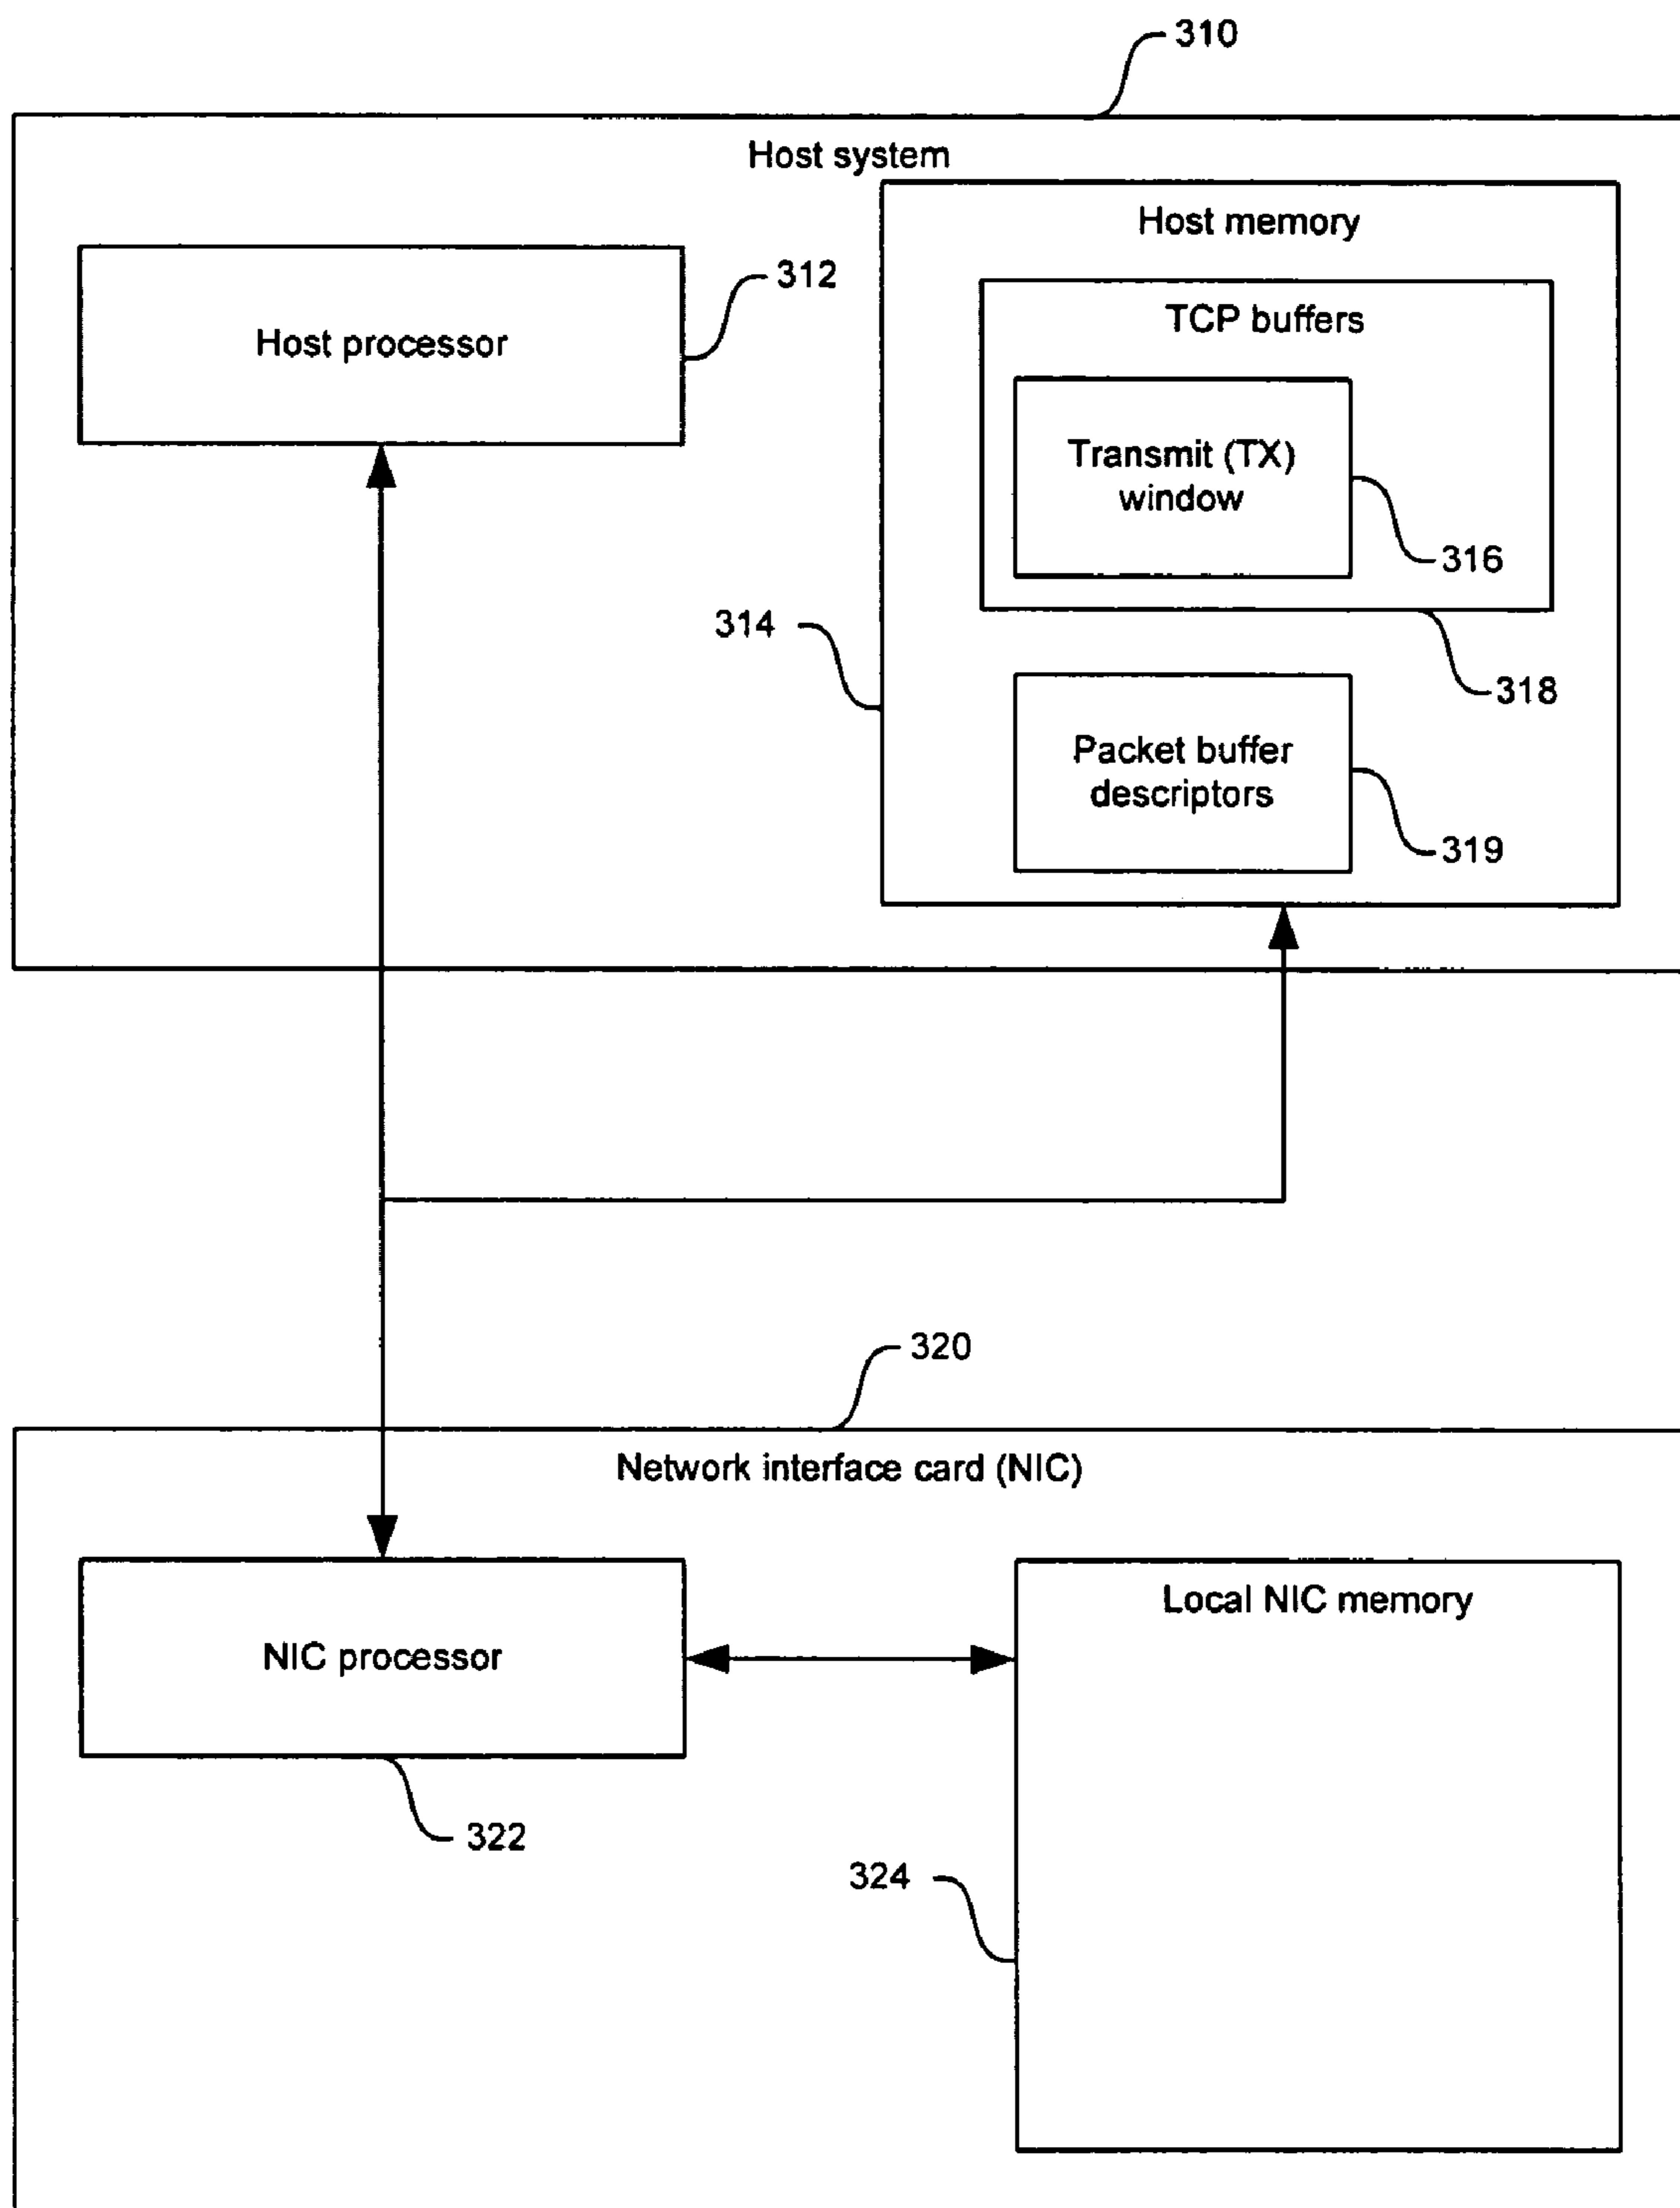 310
Host system
Host memory
312
TCP buffers
Host processor
Transmit (TX)
window
316
314
318
Packet buffer
descriptors
319
320
Network interface card (NIC)
Local NIC memory
NIC processor
322
324